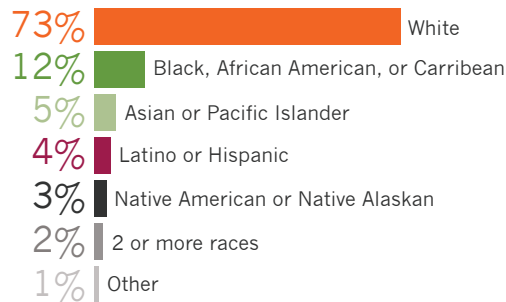 73% White
12% Black, African American, or Carribean
5% Asian or Pacific Islander
4% Latino or Hispanic
3% Native American or Native Alaskan
2% 2 or more races
1% Other